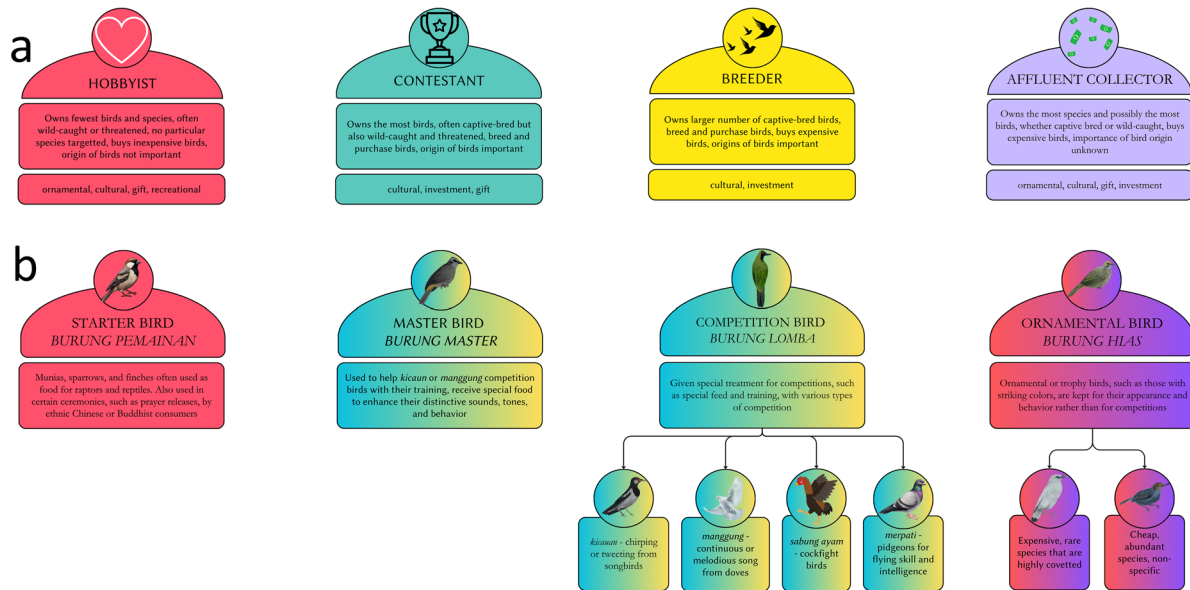 a
HOBBYIST
Owns fewest birds and species, often
wild-caught or threatened, no particular
species targetted, buys inexpensive birds,
origin of birds not important
ornamental, cultural, gift, recreational
CONTESTANT
Owns the most birds, often captive-bred but
also wild-caught and threatened, breed and
purchase birds, origin of birds important
cultural, investment, gift
BREEDER
Owns larger number of captive-bred birds,
breed and purchase birds, buys expensive
birds, origins of birds important
cultural, investment
AFFLUENT COLLECTOR
Owns the most species and possibly the most
birds, whether captive bred or wild-caught, buys
expensive birds, importance of bird origin
unknown
ornamental, cultural, gift, investment
b
STARTER BIRD
BURUNG PEMAINAN
Munias, sparrows, and finches often used as
food for raptors and reptiles. Also used in
certain ceremonies, such as prayer releases, by
ethnic Chinese or Buddhist consumers
MASTER BIRD
BURUNG MASTER
Used to help kicaun or manggung competition
birds with their training, receive special food
to enhance their distinctive sounds, tones,
and behavior
COMPETITION BIRD
BURUNG LOMBA
Given special treatment for competitions, such
as special feed and training, with various types
of competition
kicauan - chirping
or tweeting from
songbirds
manggung -
continuous or
melodious song
from doves
sabung ayam
- cockfight
birds
merpati -
pidgeons for
flying skill and
intelligence
ORNAMENTAL BIRD
BURUNG HIAS
Ornamental or trophy birds, such as those with
striking colors, are kept for their appearance and
behavior rather than for competitions
Expensive, rare
species that are
highly covetted
Cheap,
abundant
species, non-
specific